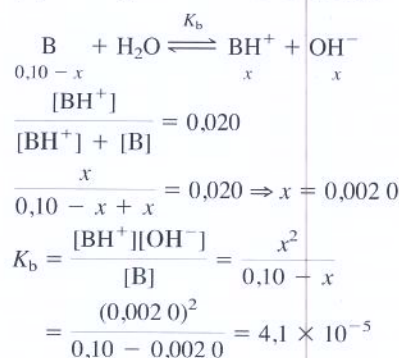 K_b
B + H₂O ⇌ BH⁺ + OH⁻
0,10 − x x x
[BH⁺]
/ [BH⁺] + [B] = 0,020
x
/ 0,10 − x + x = 0,020 ⇒ x = 0,002 0
K_b = [BH⁺][OH⁻] / [B] = x² / 0,10 − x
= (0,002 0)² / 0,10 − 0,002 0 = 4,1 × 10⁻⁵